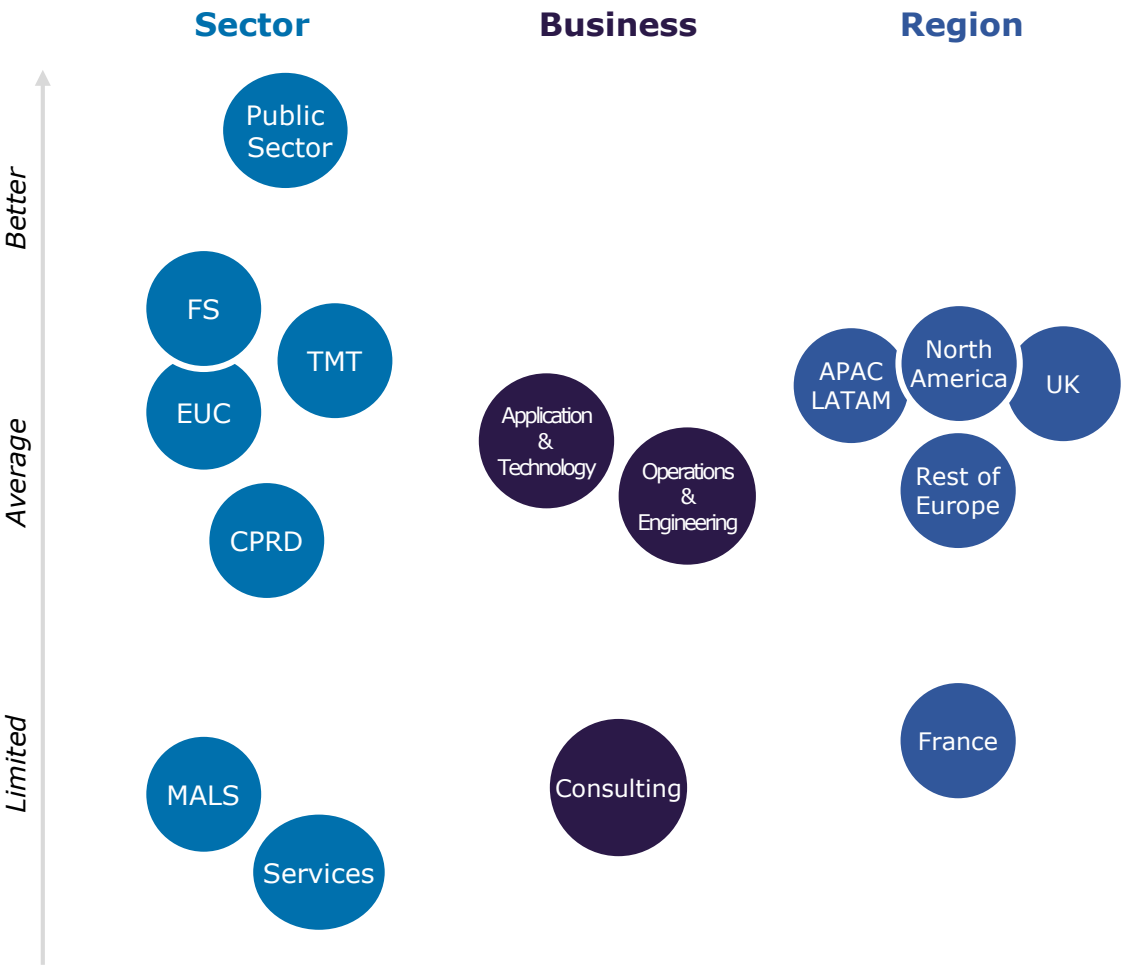 Sector
Business
Region
Better
Average
Limited
Public
Sector
FS
TMT
EUC
CPRD
MALS
Services
Application
&
Technology
Operations
&
Engineering
Consulting
APAC
LATAM
North
America
UK
Rest of
Europe
France